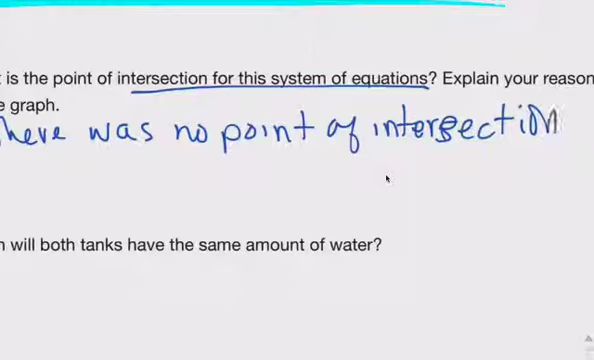 is the point of intersection for this system of equations? Explain your reason
graph.
here was no point of intersection
will both tanks have the same amount of water?